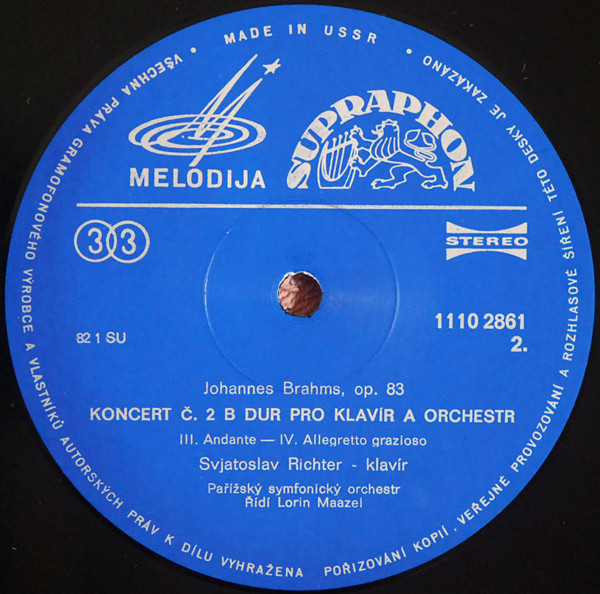 MADE IN USSR
MELODIJA
SUPRAPHON
33
STEREO
1110 2861
82 1 SU
2.
Johannes Brahms, op. 83
KONCERT Č. 2 B DUR PRO KLAVÍR A ORCHESTR
III. Andante — IV. Allegretto grazioso
Svjatoslav Richter - klavír
Pařížský symfonický orchestr
Řídí Lorin Maazel
VŠECHNA PRÁVA GRAMOFONOVÉHO VÝROBCE A VLASTNÍKŮ AUTORSKÝCH PRÁV K DÍLU VYHRAŽENA POŘIZOVÁNÍ KOPIÍ, VEŘEJNÉ PROVOZOVÁNÍ A ROZHLASOVÉ ŠÍŘENÍ TÉTO DESKY JE ZAKÁZÁNO